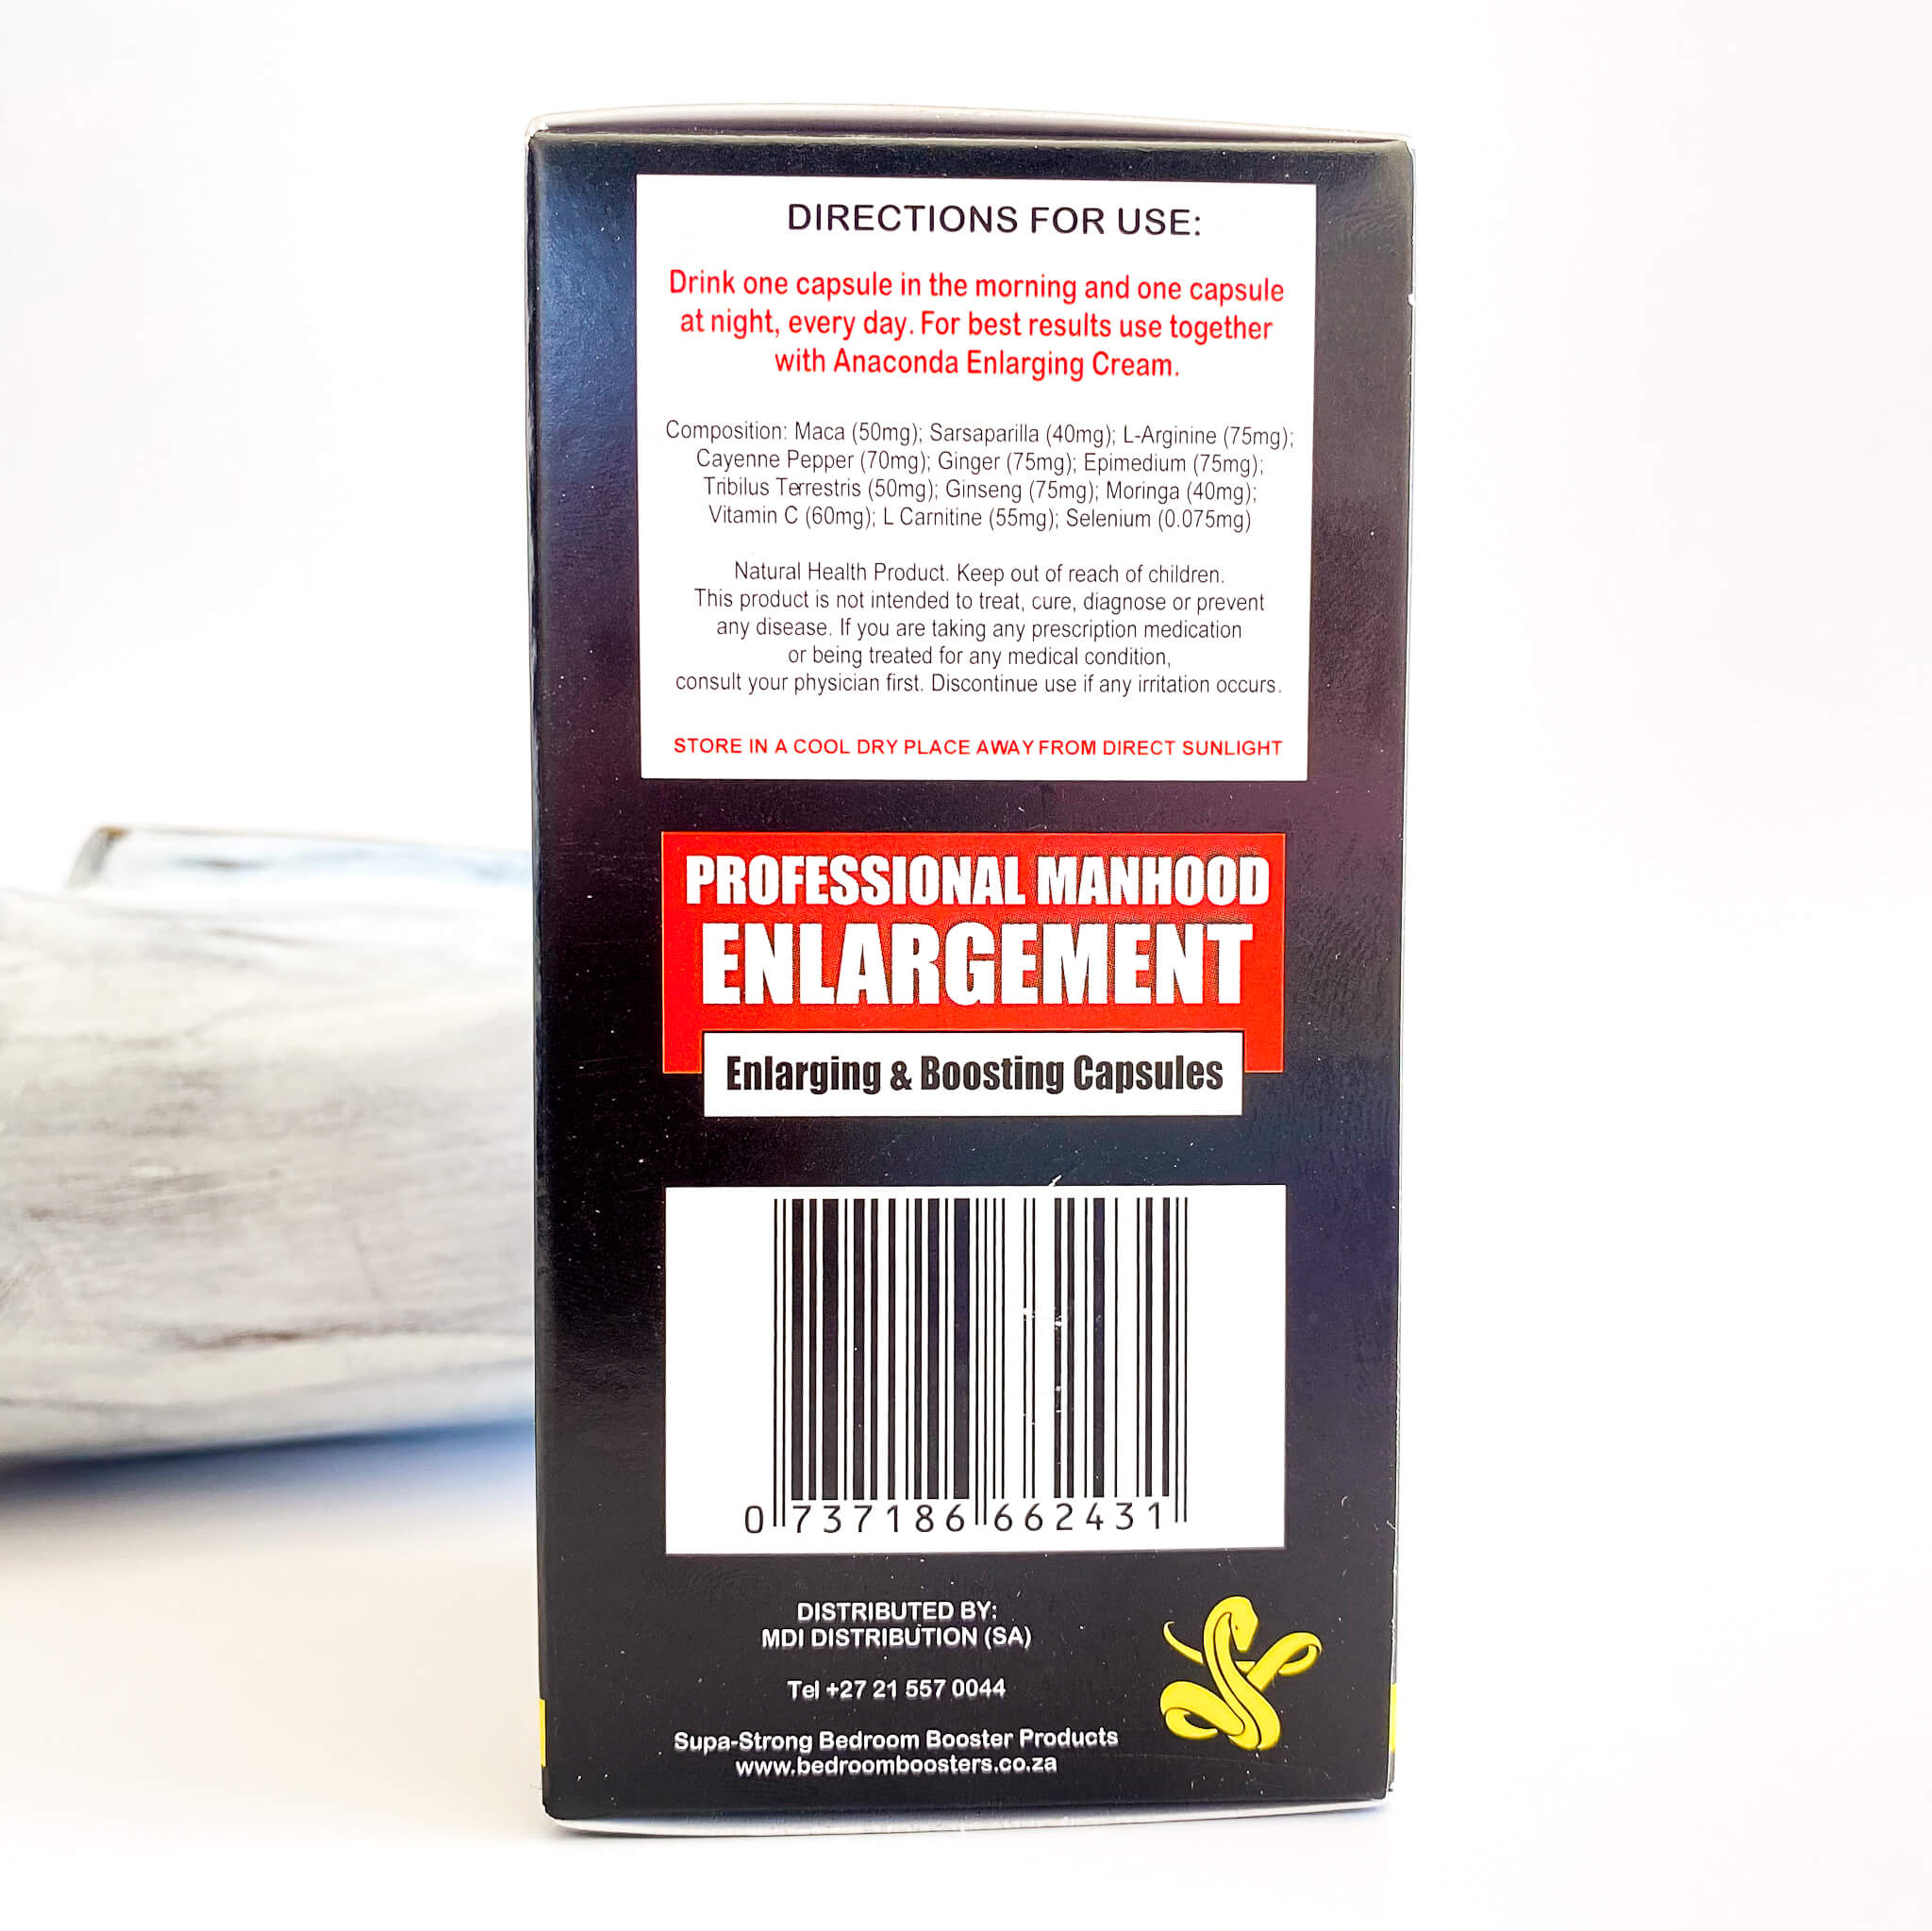 DIRECTIONS FOR USE:
Drink one capsule in the morning and one capsule
at night, every day. For best results use together
with Anaconda Enlarging Cream.
Composition: Maca (50mg); Sarsaparilla (40mg); L-Arginine (75mg);
Cayenne Pepper (70mg); Ginger (75mg); Epimedium (75mg);
Tribilus Terrestris (50mg); Ginseng (75mg); Moringa (40mg);
Vitamin C (60mg); L Carnitine (55mg); Selenium (0.075mg)
Natural Health Product. Keep out of reach of children.
This product is not intended to treat, cure, diagnose or prevent
any disease. If you are taking any prescription medication
or being treated for any medical condition,
consult your physician first. Discontinue use if any irritation occurs.
STORE IN A COOL DRY PLACE AWAY FROM DIRECT SUNLIGHT
PROFESSIONAL MANHOOD
ENLARGEMENT
Enlarging & Boosting Capsules
0 737186 662431
DISTRIBUTED BY:
MDI DISTRIBUTION (SA)
Tel +27 21 557 0044
Supa-Strong Bedroom Booster Products
www.bedroomboosters.co.za